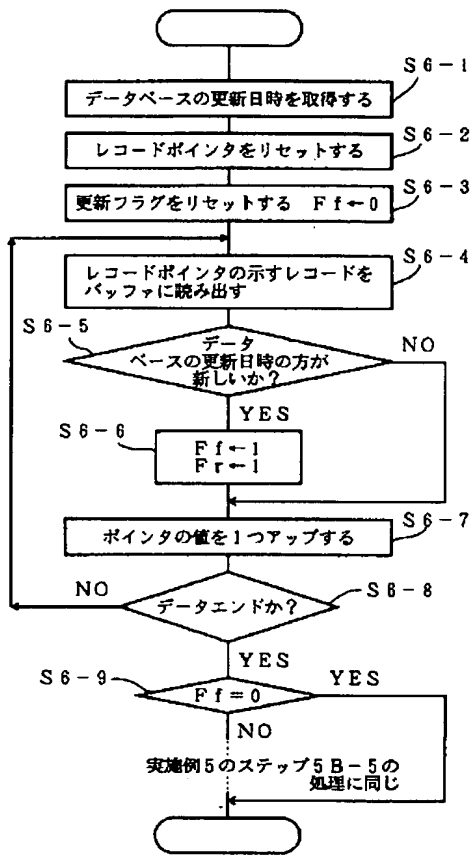 S6-1
データベースの更新日時を取得する
S6-2
レコードポインタをリセットする
S6-3
更新フラグをリセットする Ff←0
S6-4
レコードポインタの示すレコードを
バッファに読み出す
S6-5
データ
ベースの更新日時の方が
新しいか？
NO
YES
S6-6
Ff←1
Fr←1
S6-7
ポインタの値を1つアップする
NO
データエンドか？
S6-8
YES
S6-9
Ff=0
YES
NO
実施例5のステップ5B-5の
処理に同じ